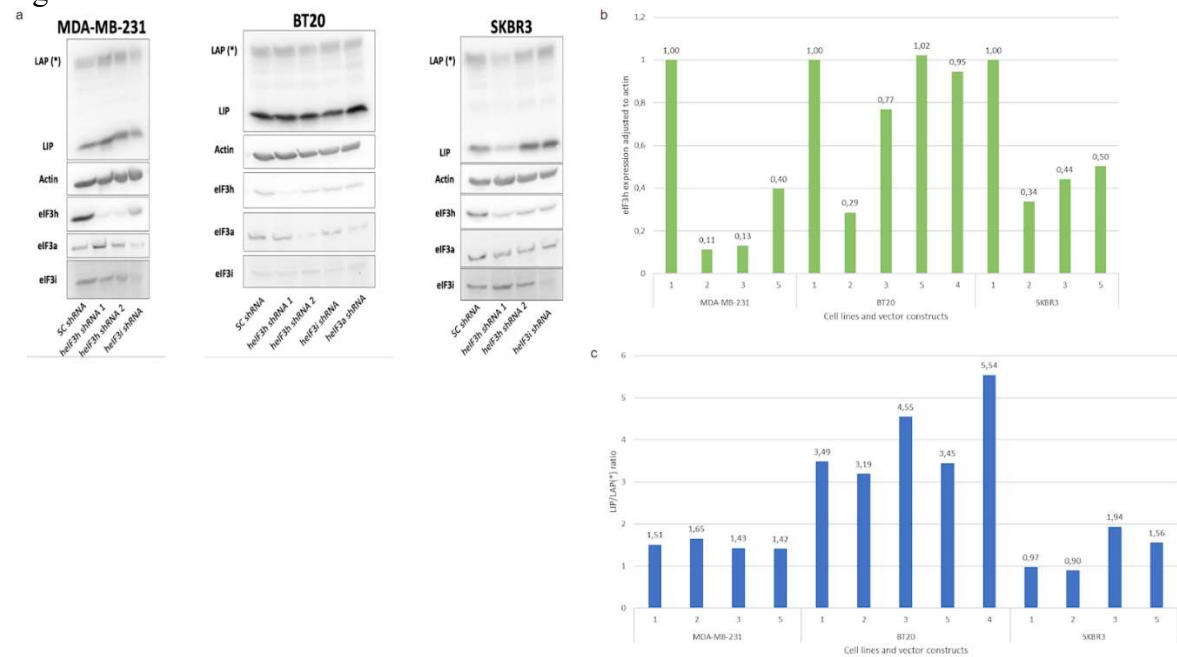 a
MDA-MB-231
LAP (*)
LIP
Actin
eIF3h
eIF3a
eIF3i
SC shRNA
heIF3h shRNA 1
heIF3h shRNA 2
heIF3i shRNA
BT20
LAP (*)
LIP
Actin
eIF3h
eIF3a
eIF3i
SC shRNA
heIF3h shRNA 1
heIF3h shRNA 2
heIF3i shRNA
heIF3a shRNA
SKBR3
LAP (*)
LIP
Actin
eIF3h
eIF3a
eIF3i
SC shRNA
heIF3h shRNA 1
heIF3h shRNA 2
heIF3i shRNA
b
eIF3h expression adjusted to actin
1,2
1
0,8
0,6
0,4
0,2
0
1,00 0,11 0,13 0,40 1,00 0,29 0,77 1,02 0,95 1,00 0,34 0,44 0,50
1 2 3 5 1 2 3 5 4 1 2 3 5
MDA-MB-231 BT20 SKBR3
Cell lines and vector constructs
c
LIP/LAP(*) ratio
6
5
4
3
2
1
0
1,51 1,65 1,43 1,42 3,49 3,19 4,55 3,45 5,54 0,97 0,90 1,94 1,56
1 2 3 5 1 2 3 5 4 1 2 3 5
MDA-MB-231 BT20 SKBR3
Cell lines and vector constructs